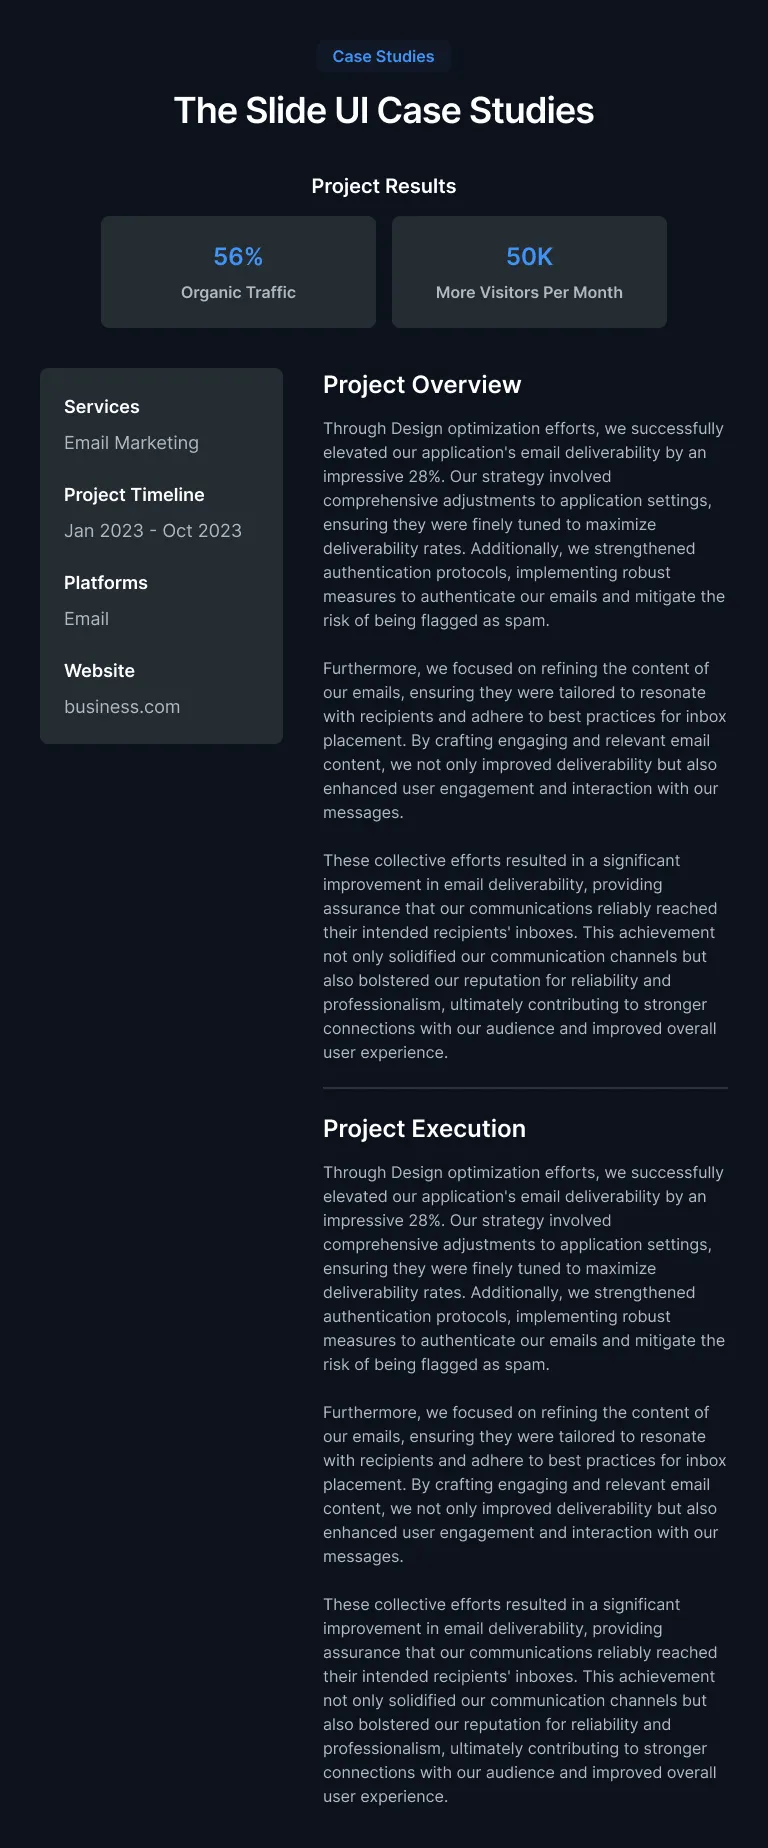 Case Studies
The Slide UI Case Studies
Project Results
56%
Organic Traffic
50K
More Visitors Per Month
Services
Email Marketing
Project Timeline
Jan 2023 - Oct 2023
Platforms
Email
Website
business.com
Project Overview
Through Design optimization efforts, we successfully
elevated our application's email deliverability by an
impressive 28%. Our strategy involved
comprehensive adjustments to application settings,
ensuring they were finely tuned to maximize
deliverability rates. Additionally, we strengthened
authentication protocols, implementing robust
measures to authenticate our emails and mitigate the
risk of being flagged as spam.
Furthermore, we focused on refining the content of
our emails, ensuring they were tailored to resonate
with recipients and adhere to best practices for inbox
placement. By crafting engaging and relevant email
content, we not only improved deliverability but also
enhanced user engagement and interaction with our
messages.
These collective efforts resulted in a significant
improvement in email deliverability, providing
assurance that our communications reliably reached
their intended recipients' inboxes. This achievement
not only solidified our communication channels but
also bolstered our reputation for reliability and
professionalism, ultimately contributing to stronger
connections with our audience and improved overall
user experience.
Project Execution
Through Design optimization efforts, we successfully
elevated our application's email deliverability by an
impressive 28%. Our strategy involved
comprehensive adjustments to application settings,
ensuring they were finely tuned to maximize
deliverability rates. Additionally, we strengthened
authentication protocols, implementing robust
measures to authenticate our emails and mitigate the
risk of being flagged as spam.
Furthermore, we focused on refining the content of
our emails, ensuring they were tailored to resonate
with recipients and adhere to best practices for inbox
placement. By crafting engaging and relevant email
content, we not only improved deliverability but also
enhanced user engagement and interaction with our
messages.
These collective efforts resulted in a significant
improvement in email deliverability, providing
assurance that our communications reliably reached
their intended recipients' inboxes. This achievement
not only solidified our communication channels but
also bolstered our reputation for reliability and
professionalism, ultimately contributing to stronger
connections with our audience and improved overall
user experience.